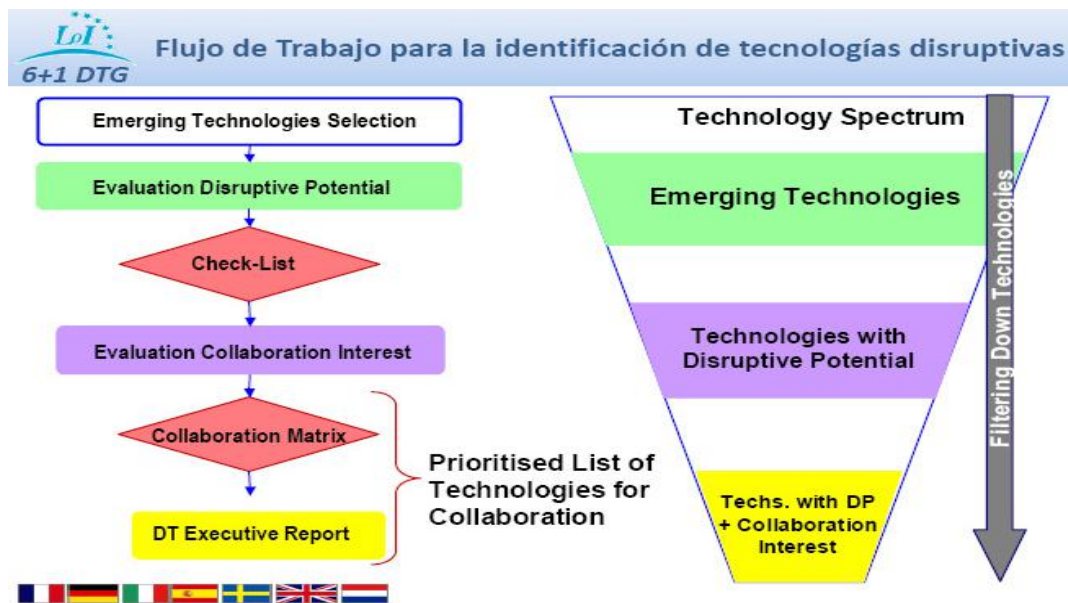 LoI
6+1 DTG
Flujo de Trabajo para la identificación de tecnologías disruptivas
Emerging Technologies Selection
Evaluation Disruptive Potential
Check-List
Evaluation Collaboration Interest
Collaboration Matrix
DT Executive Report
Prioritised List of
Technologies for
Collaboration
Technology Spectrum
Emerging Technologies
Technologies with
Disruptive Potential
Techs. with DP
+ Collaboration
Interest
Filtering Down Technologies